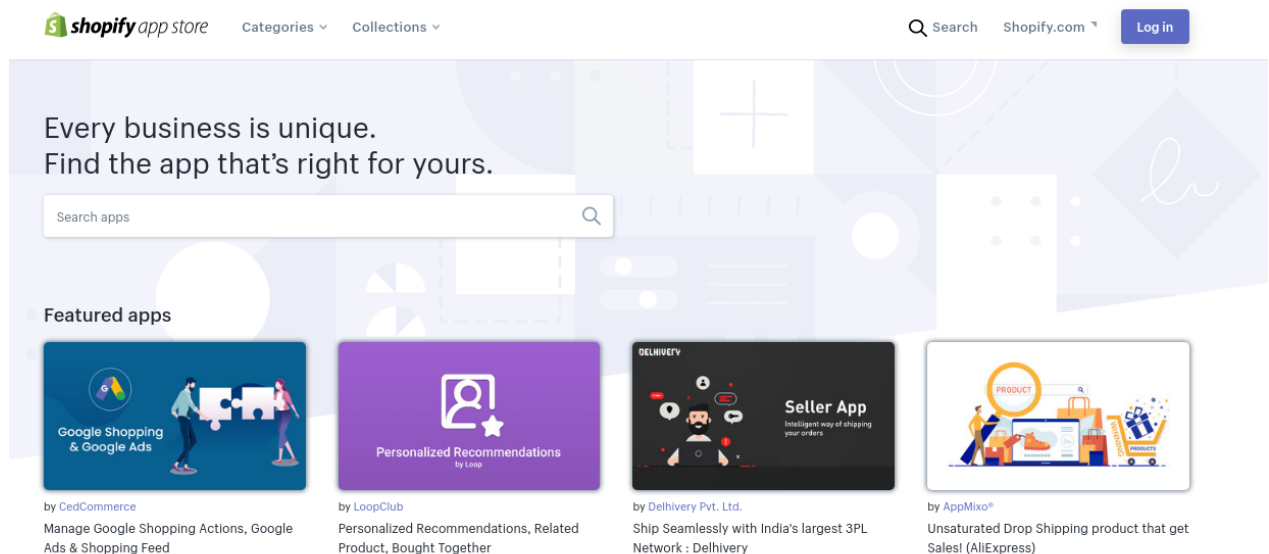 shopify app store
Categories
Collections
Search
Shopify.com
Log in
Every business is unique.
Find the app that’s right for yours.
Search apps
Featured apps
G
Google Shopping
& Google Ads
Personalized Recommendations
by Loop
DELHIVERY
Seller App
Intelligent way of shipping
your orders
PRODUCT
WINNING
by CedCommerce
Manage Google Shopping Actions, Google
Ads & Shopping Feed
by LoopClub
Personalized Recommendations, Related
Product, Bought Together
by Delhivery Pvt. Ltd.
Ship Seamlessly with India's largest 3PL
Network : Delhivery
by AppMixo®
Unsaturated Drop Shipping product that get
Sales! (AliExpress)